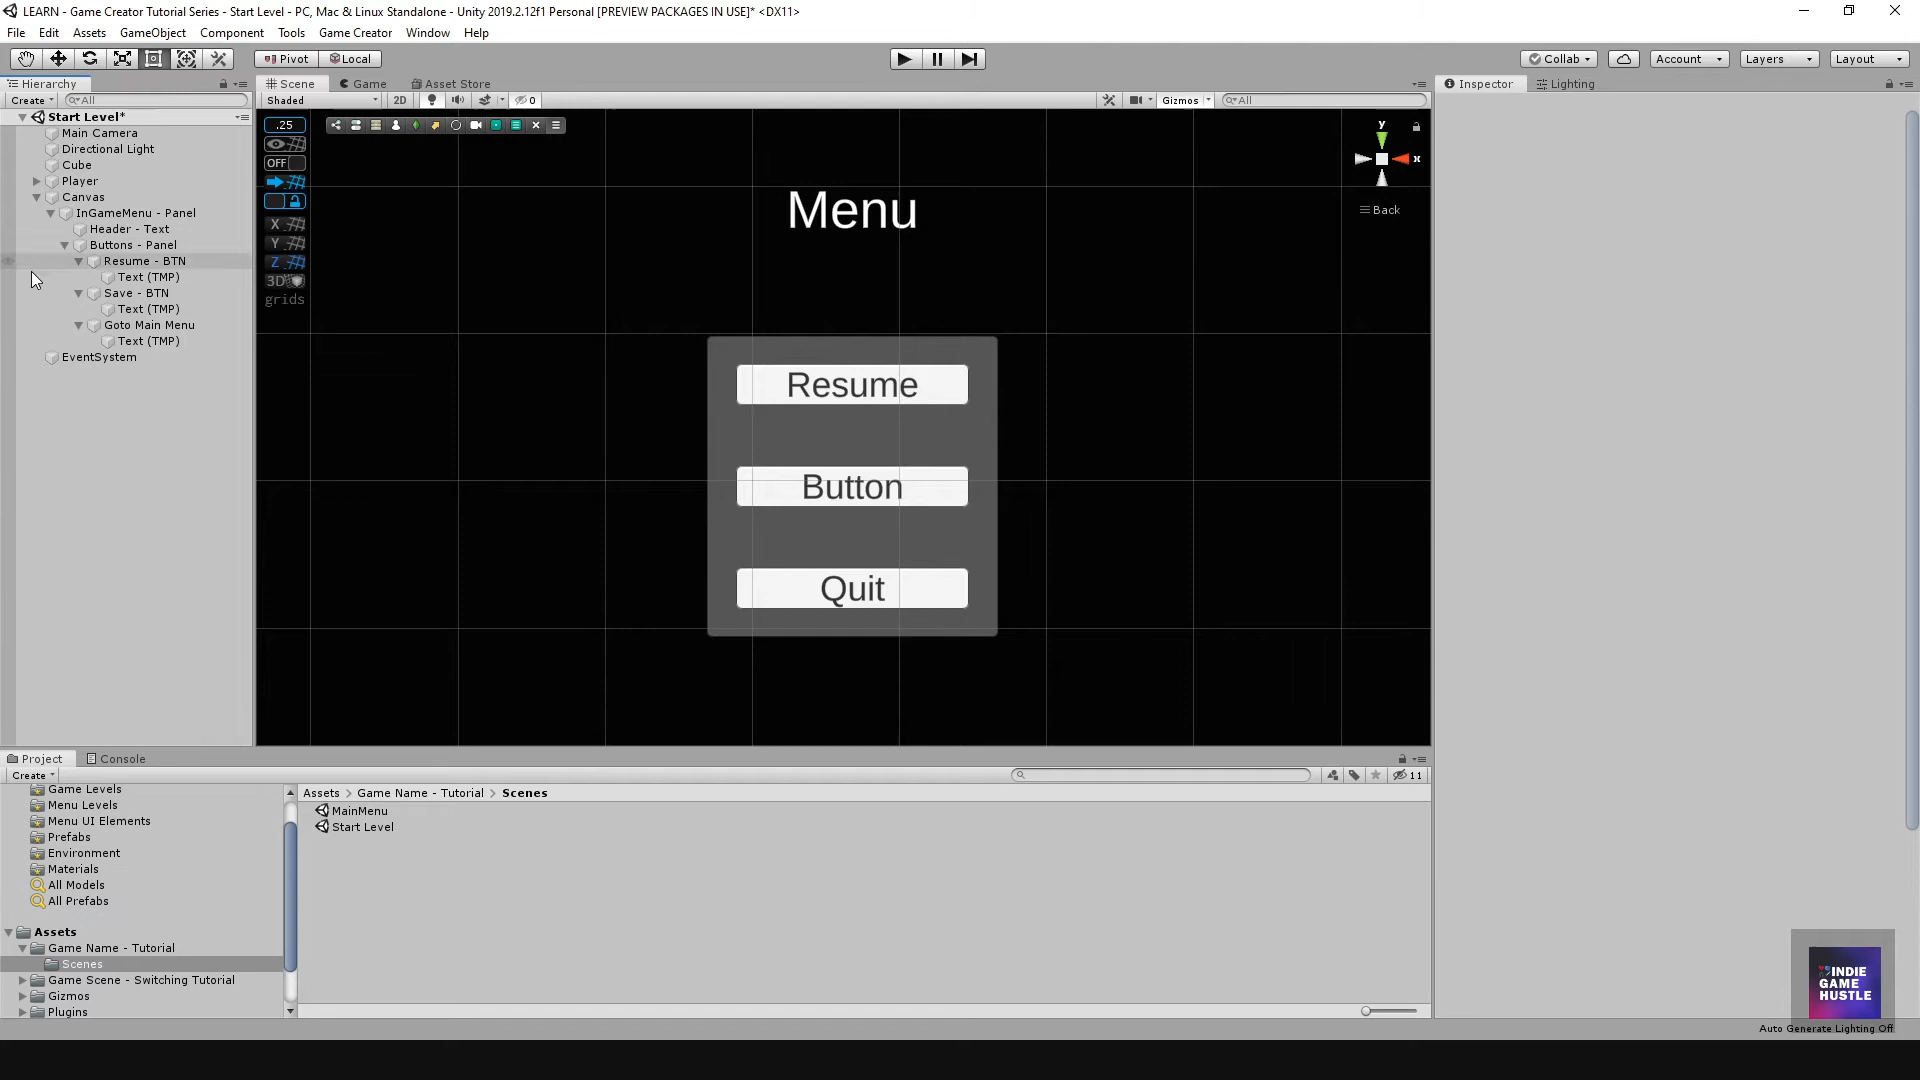 LEARN - Game Creator Tutorial Series - Start Level - PC, Mac & Linux Standalone - Unity 2019.2.12f1 Personal [PREVIEW PACKAGES IN USE]* <DX11>
File Edit Assets GameObject Component Tools Game Creator Window Help
Pivot Local Collab Account Layers Layout
Hierarchy Scene Game Asset Store Inspector Lighting
Create All Shaded 2D 0 Gizmos All
Start Level*
Main Camera
Directional Light
Cube
Player
Canvas
InGameMenu - Panel
Header - Text
Buttons - Panel
Resume - BTN
Text (TMP)
Save - BTN
Text (TMP)
Goto Main Menu
Text (TMP)
EventSystem
.25
OFF
X
Y
Z
3D
grids
y
x
Back
Menu
Resume
Button
Quit
Project Console
Create 11
Game Levels
Menu Levels
Menu UI Elements
Prefabs
Environment
Materials
All Models
All Prefabs
Assets
Game Name - Tutorial
Scenes
Game Scene - Switching Tutorial
Gizmos
Plugins
Assets > Game Name - Tutorial > Scenes
MainMenu
Start Level
INDIE
GAME
HUSTLE
Auto Generate Lighting Off